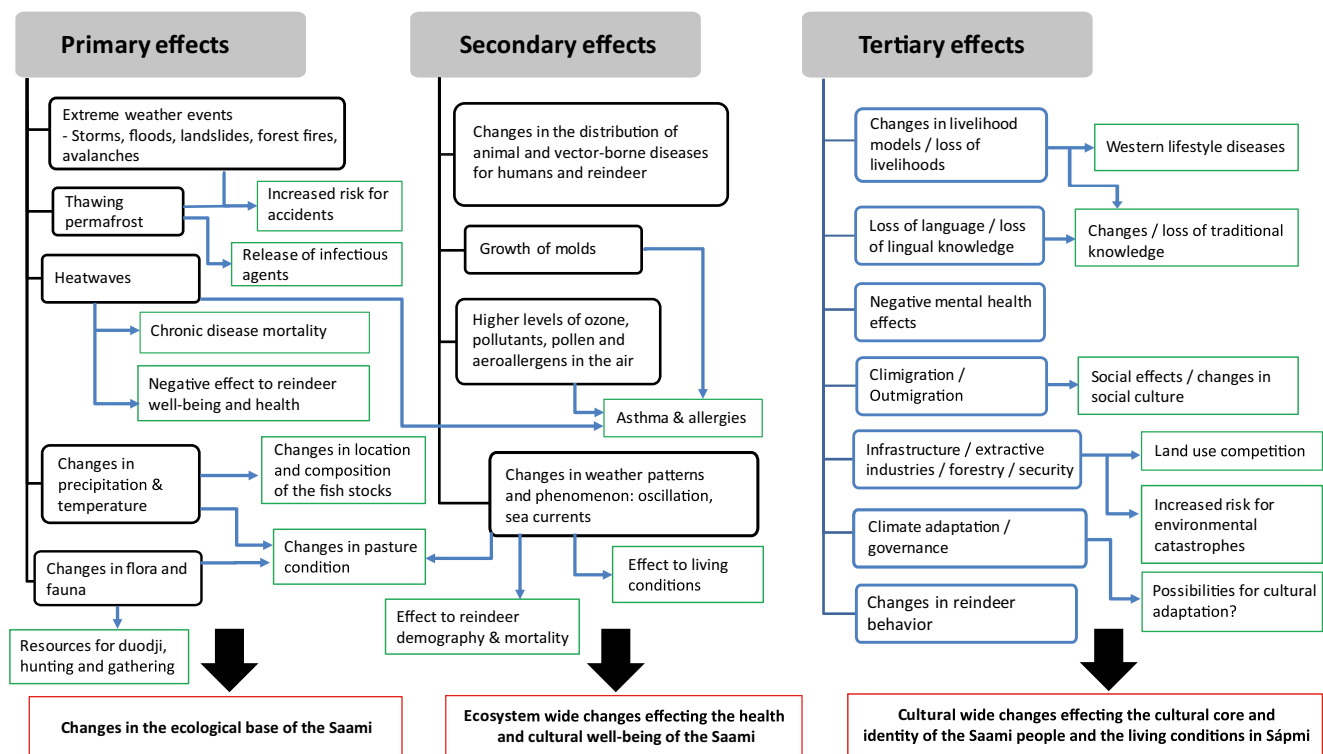 Primary effects
Extreme weather events
- Storms, floods, landslides, forest fires,
avalanches
Thawing
permafrost
Increased risk for
accidents
Release of infectious
agents
Heatwaves
Chronic disease mortality
Negative effect to reindeer
well-being and health
Changes in
precipitation &
temperature
Changes in location
and composition
of the fish stocks
Changes in pasture
condition
Changes in flora and
fauna
Resources for duodji,
hunting and gathering
Changes in the ecological base of the Saami
Secondary effects
Changes in the distribution of
animal and vector-borne diseases
for humans and reindeer
Growth of molds
Higher levels of ozone,
pollutants, pollen and
aeroallergens in the air
Asthma & allergies
Changes in weather patterns
and phenomenon: oscillation,
sea currents
Effect to living
conditions
Effect to reindeer
demography & mortality
Ecosystem wide changes effecting the health
and cultural well-being of the Saami
Tertiary effects
Changes in livelihood
models / loss of
livelihoods
Western lifestyle diseases
Loss of language / loss
of lingual knowledge
Changes / loss of traditional
knowledge
Negative mental health
effects
Climigration /
Outmigration
Social effects / changes in
social culture
Infrastructure / extractive
industries / forestry / security
Land use competition
Increased risk for
environmental
catastrophes
Climate adaptation /
governance
Possibilities for cultural
adaptation?
Changes in reindeer
behavior
Cultural wide changes effecting the cultural core and
identity of the Saami people and the living conditions in Sápmi